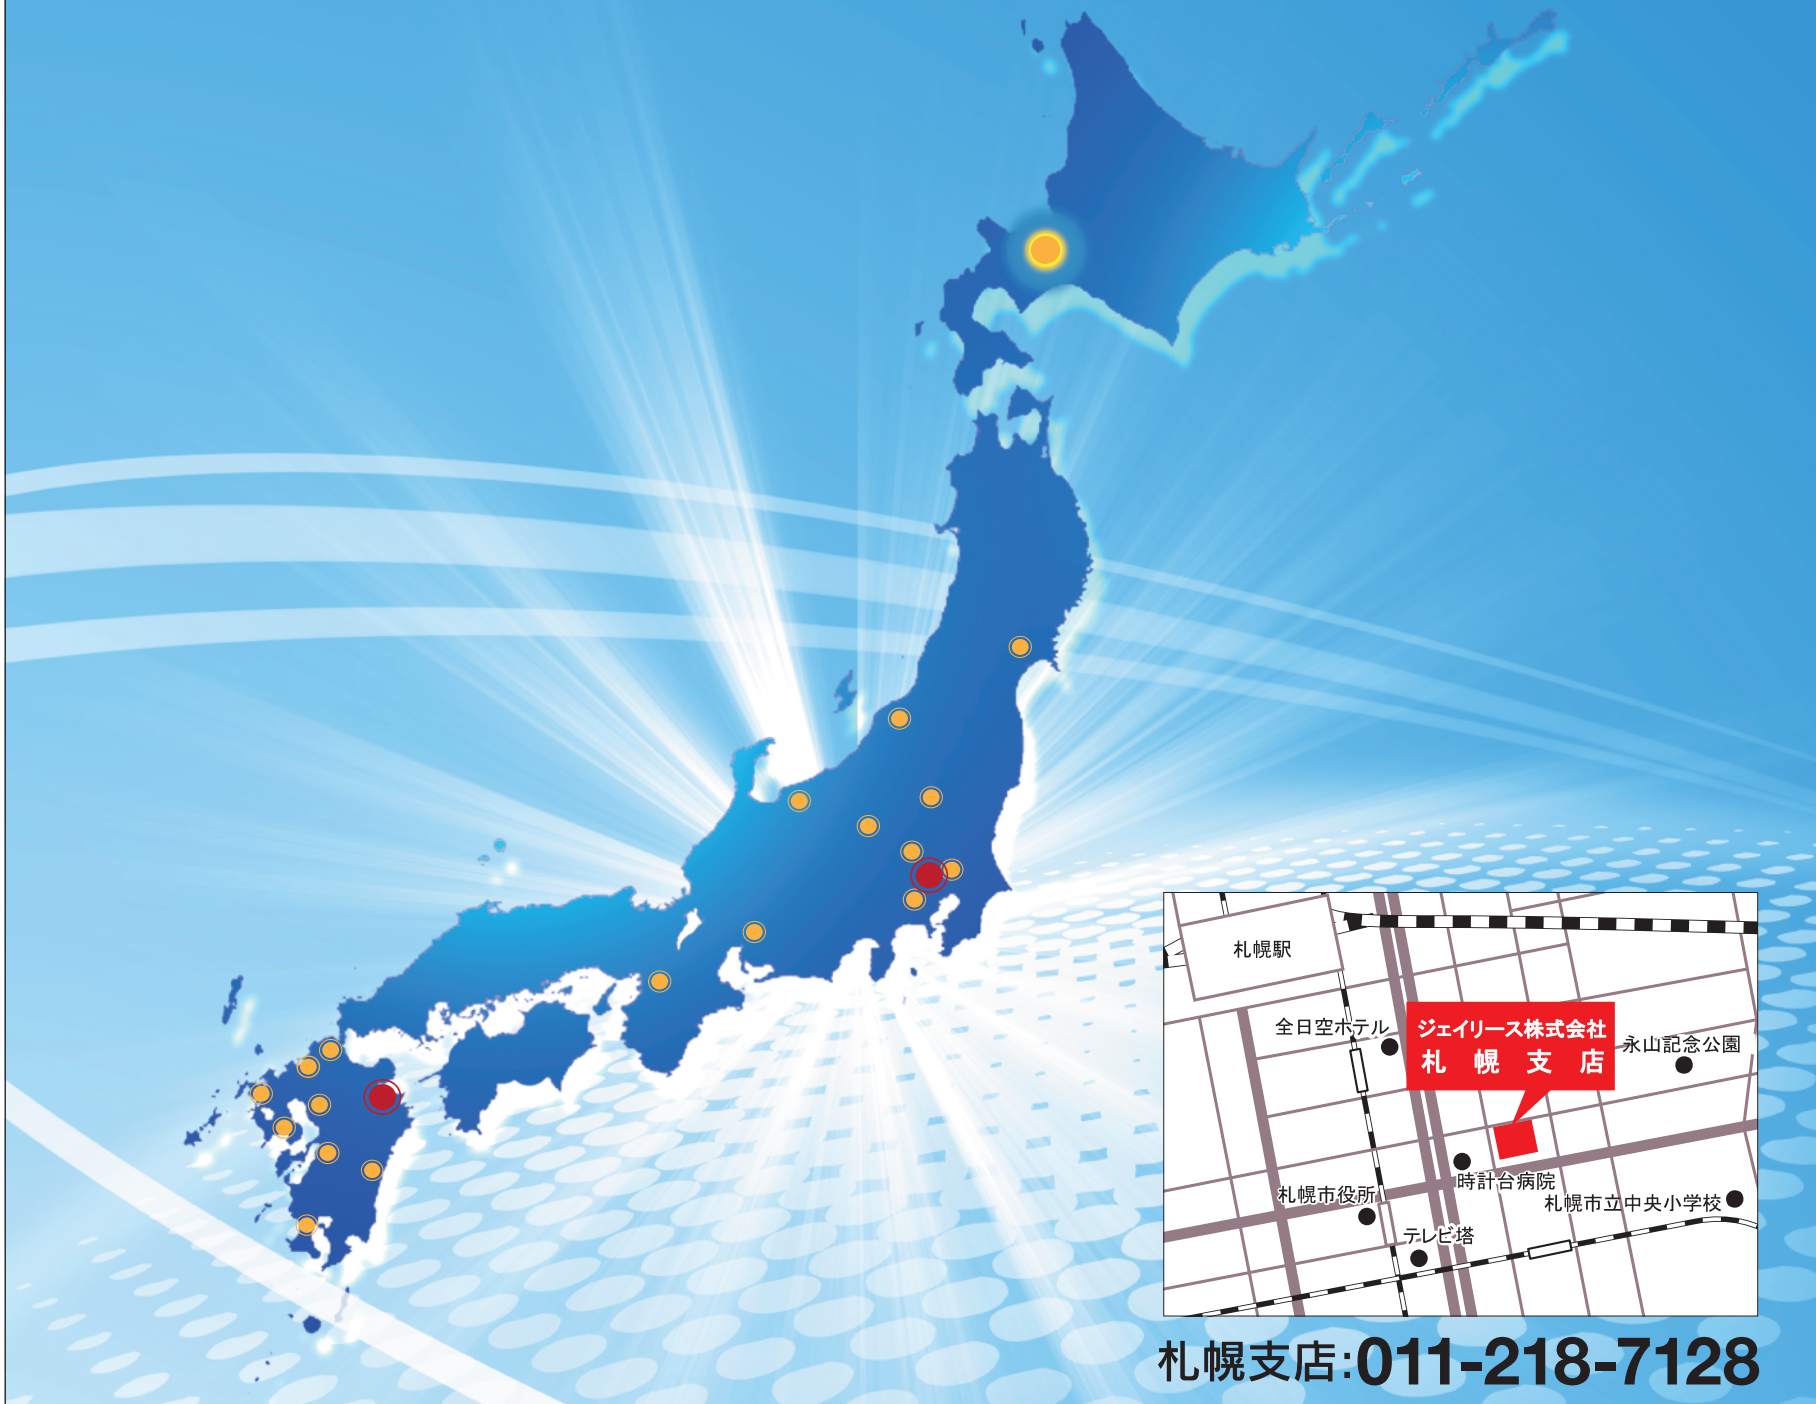 札幌駅
全日空ホテル
ジェイリース株式会社
札幌支店
永山記念公園
時計台病院
札幌市役所
札幌市立中央小学校
テレビ塔
札幌支店:011-218-7128